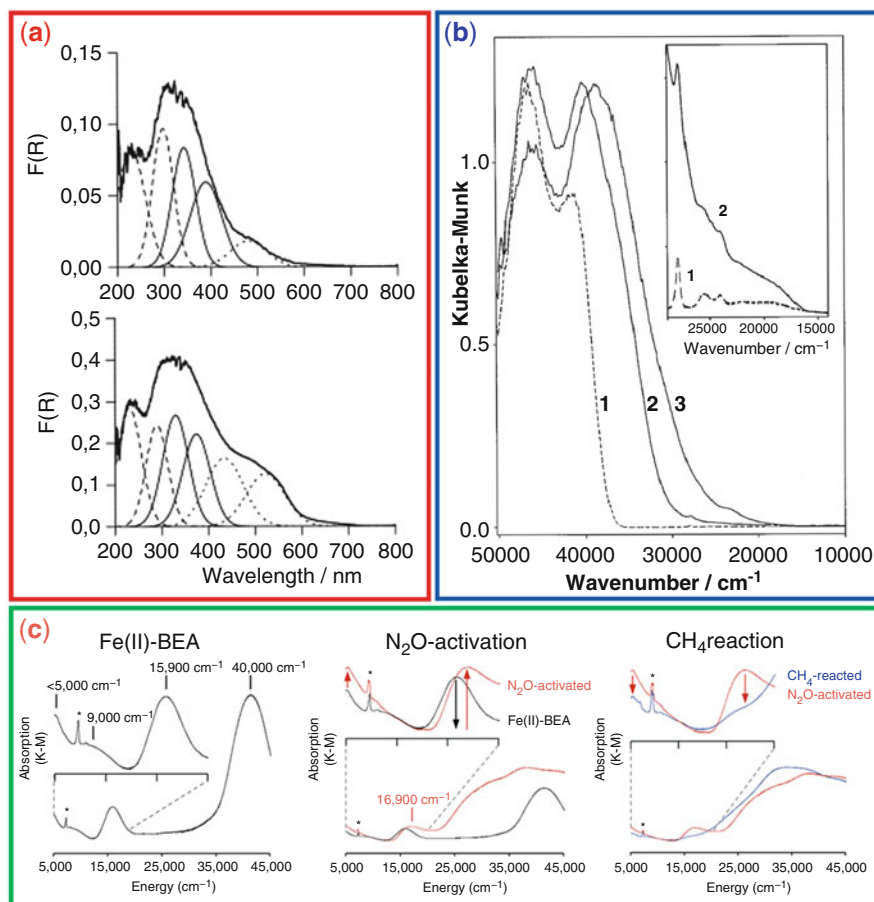 (a)
0,15
0,10
0,05
0,00
F(R)
200 300 400 500 600 700 800
0,5
0,4
0,3
0,2
0,1
0,0
F(R)
200 300 400 500 600 700 800
Wavelength / nm
(b)
Kubelka-Munk
1.0
0.5
0.0
1 2 3
50000 40000 30000 20000 10000
Wavenumber / cm⁻¹
2
1
25000 20000 15000
Wavenumber / cm⁻¹
(c)
Fe(II)-BEA
<5,000 cm⁻¹
*
9,000 cm⁻¹
15,900 cm⁻¹
40,000 cm⁻¹
Absorption
(K-M)
*
5,000 15,000 25,000 35,000 45,000
Energy (cm⁻¹)
N₂O-activation
*
N₂O-activated
Fe(II)-BEA
Absorption
(K-M)
16,900 cm⁻¹
*
5,000 15,000 25,000 35,000 45,000
Energy (cm⁻¹)
CH₄reaction
*
CH₄-reacted
N₂O-activated
Absorption
(K-M)
*
5,000 15,000 25,000 35,000 45,000
Energy (cm⁻¹)